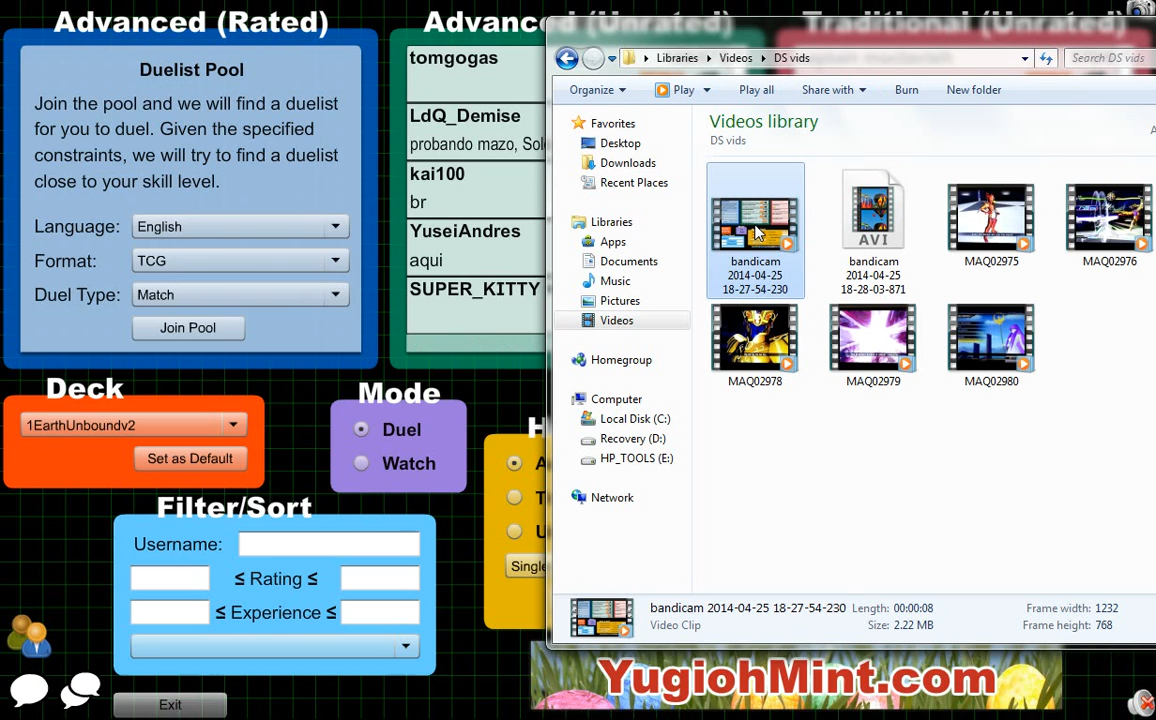 Advanced (Rated)
Duelist Pool
Join the pool and we will find a duelist
for you to duel. Given the specified
constraints, we will try to find a duelist
close to your skill level.
Language: English
Format: TCG
Duel Type: Match
Join Pool
Advanced (Unrated)
tomgogas
LdQ_Demise
probando mazo, Sol
kai100
br
YuseiAndres
aqui
SUPER_KITTY
Traditional (Unrated)
Libraries Videos DS vids
Search DS vids
Organize Play Play all Share with Burn New folder
Favorites
Desktop
Downloads
Recent Places
Libraries
Apps
Documents
Music
Pictures
Videos
Homegroup
Computer
Local Disk (C:)
Recovery (D:)
HP_TOOLS (E:)
Network
Videos library
DS vids
A
bandicam
2014-04-25
18-27-54-230
AVI
bandicam
2014-04-25
18-28-03-871
MAQ02975
MAQ02976
MAQ02978
MAQ02979
MAQ02980
bandicam 2014-04-25 18-27-54-230 Length: 00:00:08 Frame width: 1232
Video Clip Size: 2.22 MB Frame height: 768
Deck
1EarthUnboundv2
Set as Default
Mode
Duel
Watch
H
A
T
U
Single
Filter/Sort
Username:
≤ Rating ≤
≤ Experience ≤
Exit
YugiohMint.com